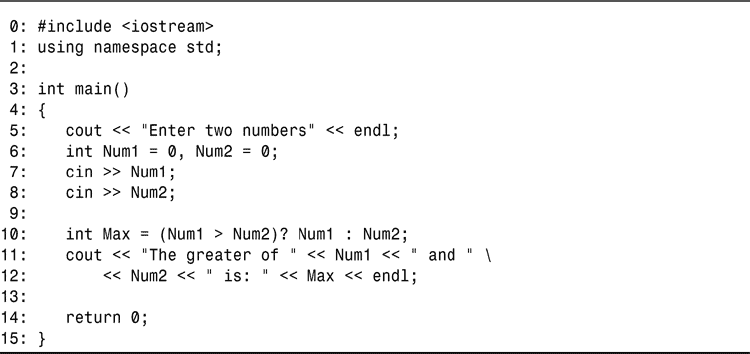 0: #include <iostream>
1: using namespace std;
2:
3: int main()
4: {
5:    cout << "Enter two numbers" << endl;
6:    int Num1 = 0, Num2 = 0;
7:    cin >> Num1;
8:    cin >> Num2;
9:
10:    int Max = (Num1 > Num2)? Num1 : Num2;
11:    cout << "The greater of " << Num1 << " and " \
12:        << Num2 << " is: " << Max << endl;
13:
14:    return 0;
15: }